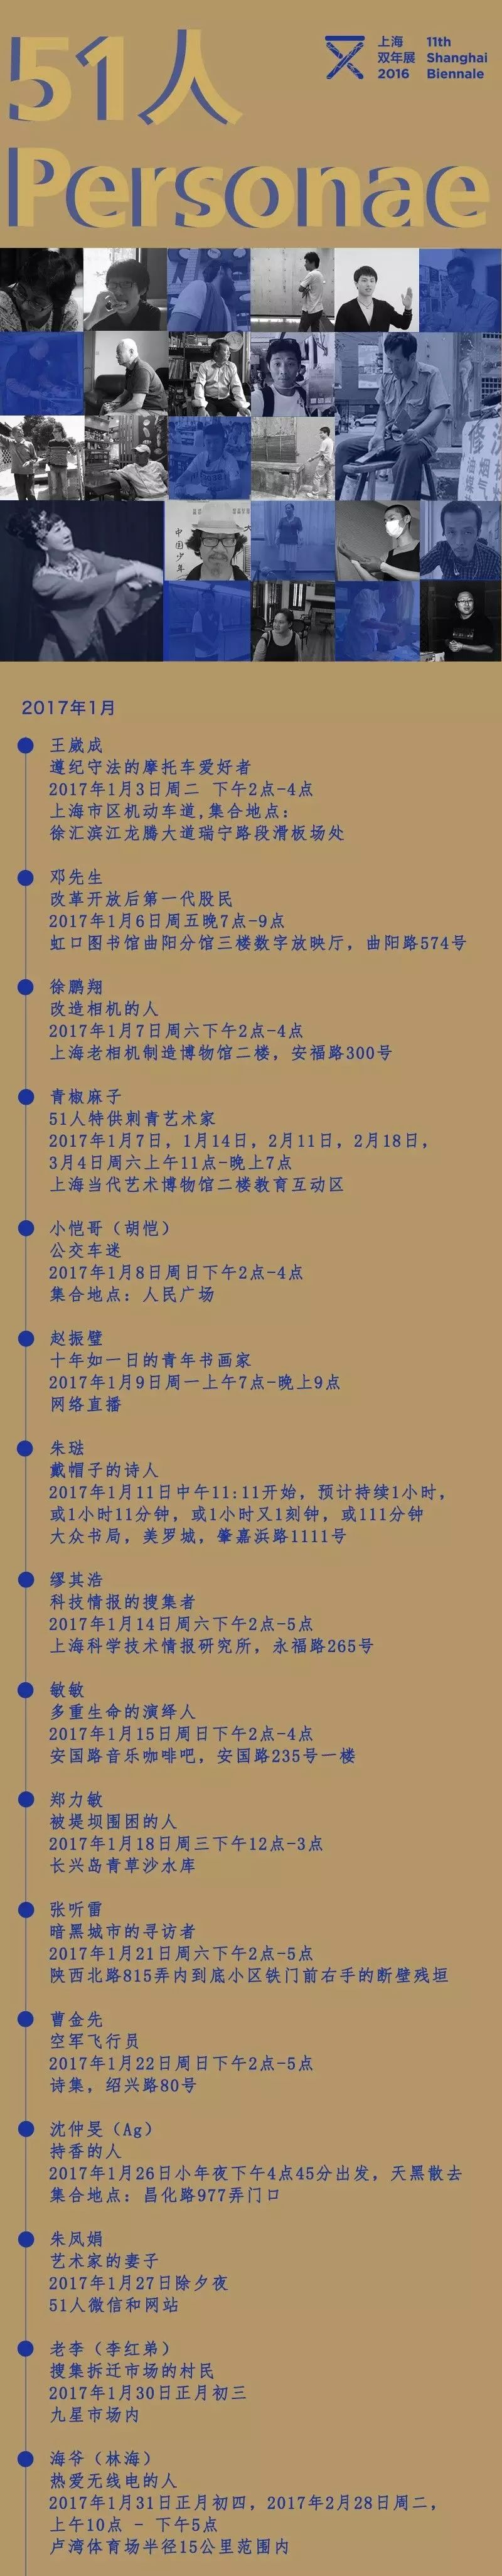 51人
Personae
上海
双年展
2016
11th
Shanghai
Biennale
中国少年
2017年1月
王崴成
遵纪守法的摩托车爱好者
2017年1月3日周二 下午2点-4点
上海市区机动车道,集合地点:
徐汇滨江龙腾大道瑞宁路段滑板场处
邓先生
改革开放后第一代股民
2017年1月6日周五晚7点-9点
虹口图书馆曲阳分馆三楼数字放映厅，曲阳路574号
徐鹏翔
改造相机的人
2017年1月7日周六下午2点-4点
上海老相机制造博物馆二楼，安福路300号
青椒麻子
51人特供刺青艺术家
2017年1月7日，1月14日，2月11日，2月18日，
3月4日周六上午11点-晚上7点
上海当代艺术博物馆二楼教育互动区
小恺哥（胡恺）
公交车迷
2017年1月8日周日下午2点-4点
集合地点：人民广场
赵振璧
十年如一日的青年书画家
2017年1月9日周一上午7点-晚上9点
网络直播
朱琺
戴帽子的诗人
2017年1月11日中午11:11开始，预计持续1小时，
或1小时11分钟，或1小时又1刻钟，或111分钟
大众书局，美罗城，肇嘉浜路1111号
缪其浩
科技情报的搜集者
2017年1月14日周六下午2点-5点
上海科学技术情报研究所，永福路265号
敏敏
多重生命的演绎人
2017年1月15日周日下午2点-4点
安国路音乐咖啡吧，安国路235号一楼
郑力敏
被堤坝围困的人
2017年1月18日周三下午12点-3点
长兴岛青草沙水库
张听雷
暗黑城市的寻访者
2017年1月21日周六下午2点-5点
陕西北路815弄内到底小区铁门前右手的断壁残垣
曹金先
空军飞行员
2017年1月22日周日下午2点-5点
诗集，绍兴路80号
沈仲旻（Ag）
持香的人
2017年1月26日小年夜下午4点45分出发，天黑散去
集合地点：昌化路977弄门口
朱凤娟
艺术家的妻子
2017年1月27日除夕夜
51人微信和网站
老李（李红弟）
搜集拆迁市场的村民
2017年1月30日正月初三
九星市场内
海爷（林海）
热爱无线电的人
2017年1月31日正月初四，2017年2月28日周二，
上午10点 - 下午5点
卢湾体育场半径15公里范围内